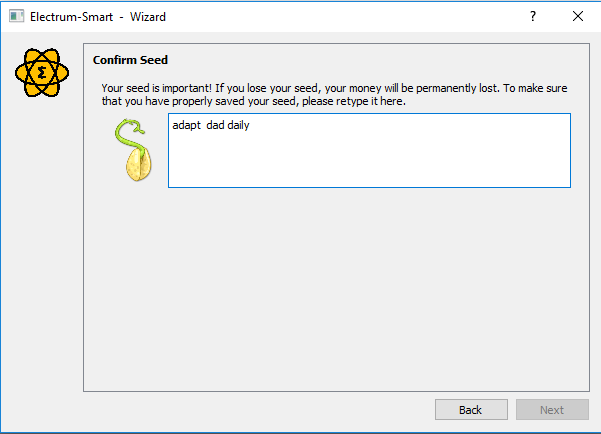 Electrum-Smart - Wizard
?
Confirm Seed
Your seed is important! If you lose your seed, your money will be permanently lost. To make sure
that you have properly saved your seed, please retype it here.
adapt dad daily
Σ
Back
Next